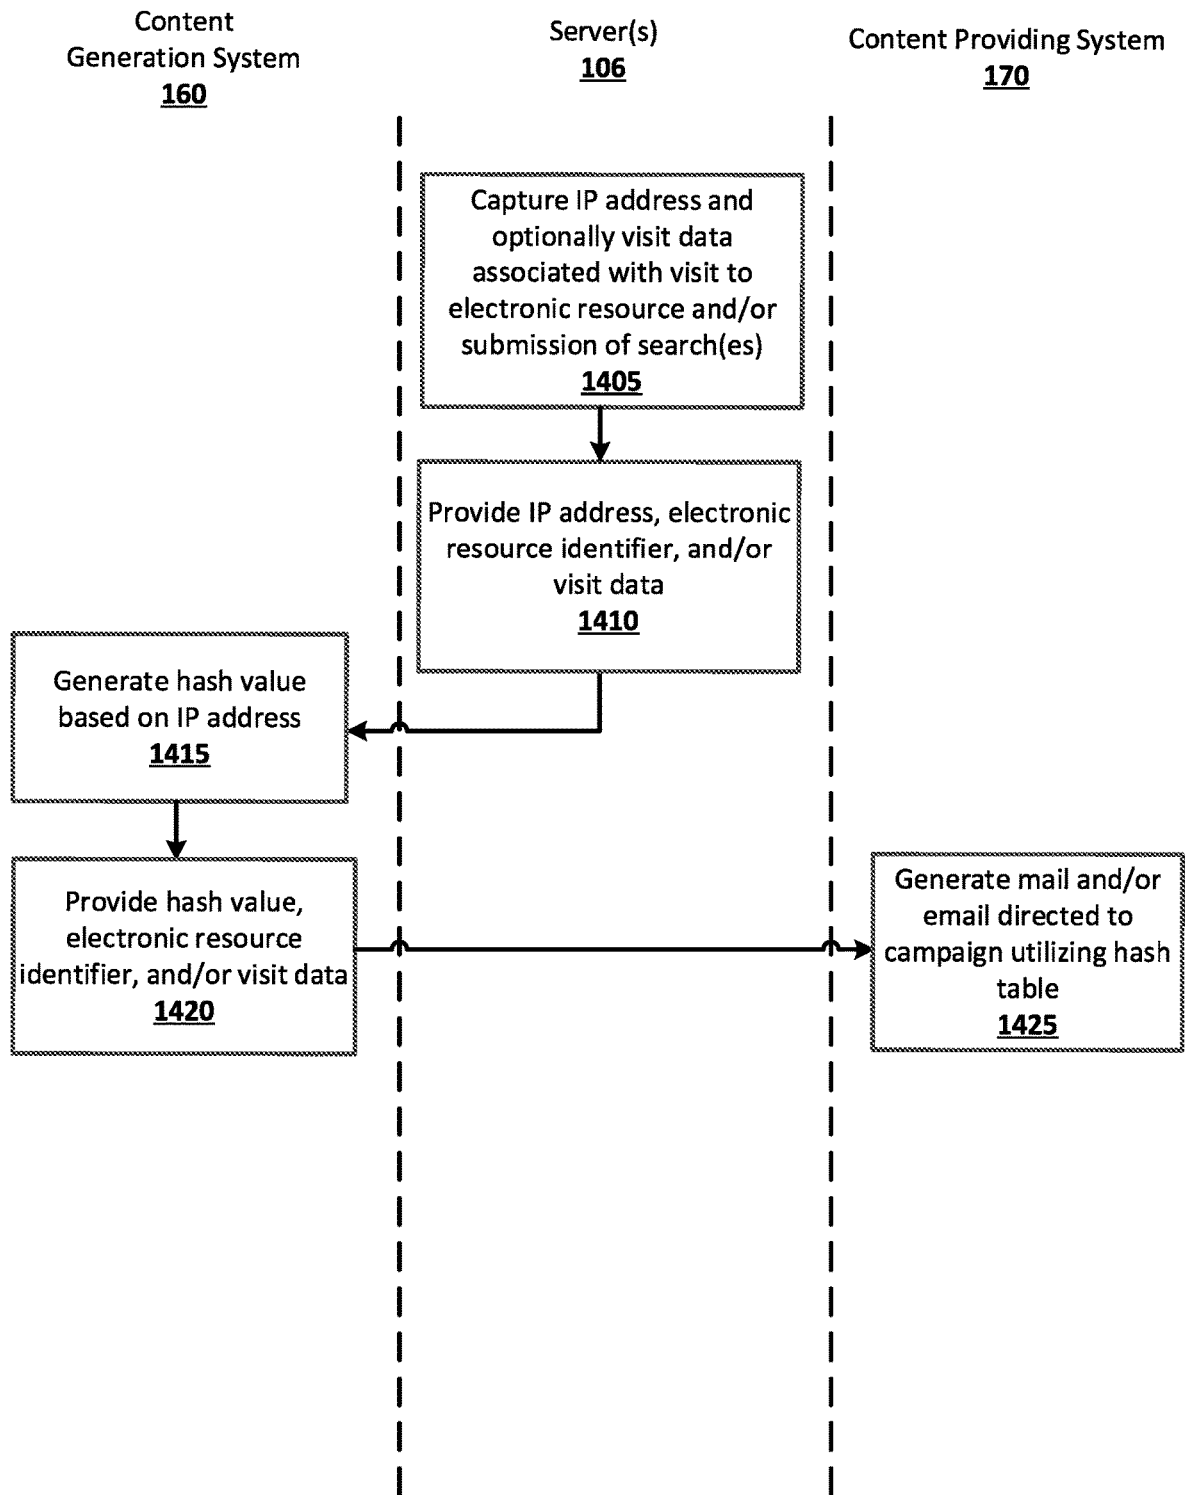 Content
Generation System
160
Server(s)
106
Content Providing System
170
Capture IP address and
optionally visit data
associated with visit to
electronic resource and/or
submission of search(es)
1405
Provide IP address, electronic
resource identifier, and/or
visit data
1410
Generate hash value
based on IP address
1415
Provide hash value,
electronic resource
identifier, and/or visit data
1420
Generate mail and/or
email directed to
campaign utilizing hash
table
1425